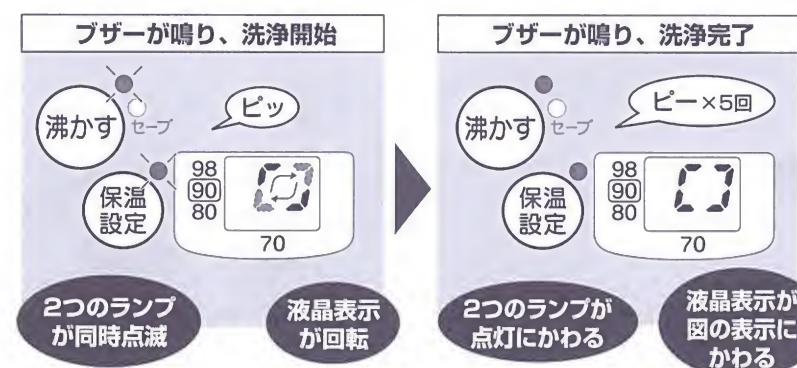 ブザーが鳴り、洗浄開始
沸かす
セーブ
ピッ
保温
設定
98
90
80
70
2つのランプ
が同時点滅
液晶表示
が回転
ブザーが鳴り、洗浄完了
沸かす
セーブ
ピー×5回
保温
設定
98
90
80
70
2つのランプが
点灯にかわる
液晶表示が
図の表示に
かわる